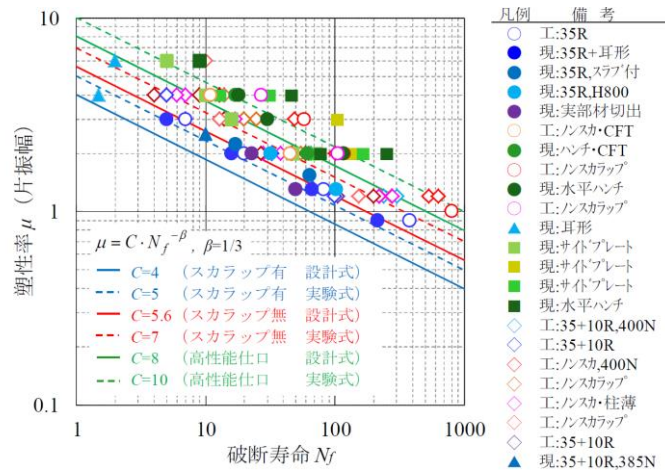 凡例 備 考
工:35R
現:35R+耳形
現:35R,スラブ付
現:35R,H800
現:実部材切出
工:ノンスカ・CFT
現:ハンチ・CFT
工:ノンスカラップ
現:水平ハンチ
工:ノンスカラップ
現:耳形
現:サイドプレート
現:サイドプレート
現:サイドプレート
現:水平ハンチ
工:35+10R,400N
工:35+10R
工:ノンスカ,400N
工:ノンスカラップ
工:ノンスカ・柱薄
工:ノンスカラップ
工:35+10R
現:35+10R,385N
塑性率 μ (片振幅)
10
1
0.1
μ = C・N_f^{-β} , β=1/3
C=4 (スカラップ有 設計式)
C=5 (スカラップ有 実験式)
C=5.6 (スカラップ無 設計式)
C=7 (スカラップ無 実験式)
C=8 (高性能仕口 設計式)
C=10 (高性能仕口 実験式)
1 10 100 1000
破断寿命 Nf